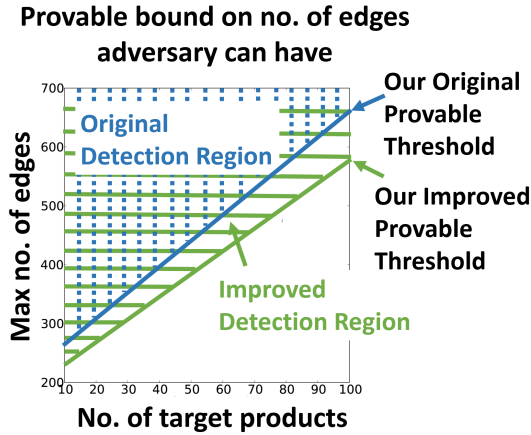 Provable bound on no. of edges
adversary can have
Max no. of edges
700
600
500
400
300
200
10 20 30 40 50 60 70 80 90 100
No. of target products
Original
Detection Region
Improved
Detection Region
Our Original
Provable
Threshold
Our Improved
Provable
Threshold